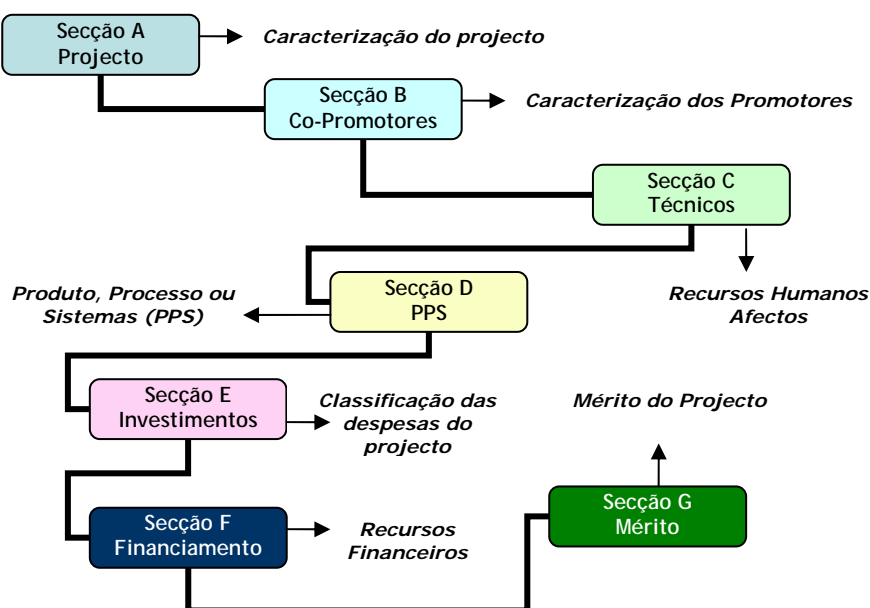 Secção A
Projecto
Caracterização do projecto
Secção B
Co-Promotores
Caracterização dos Promotores
Secção C
Técnicos
Recursos Humanos
Afectos
Secção D
PPS
Produto, Processo ou
Sistemas (PPS)
Secção E
Investimentos
Classificação das
despesas do
projecto
Secção F
Financiamento
Recursos
Financeiros
Secção G
Mérito
Mérito do Projecto